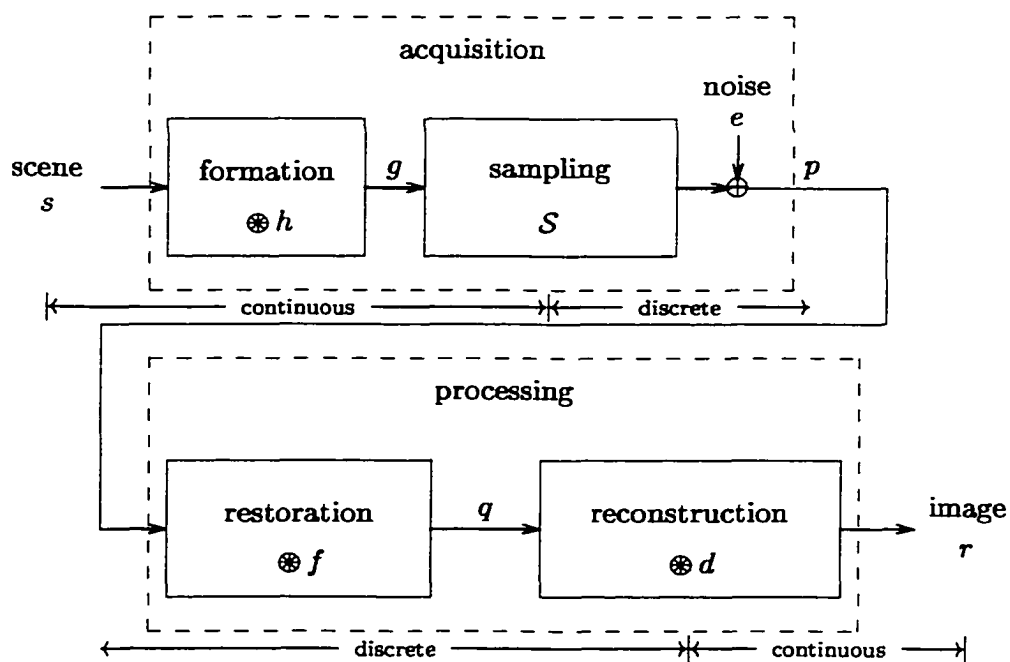 acquisition
noise
e
scene
s
formation
⊛ h
g
sampling
S
p
continuous
discrete
processing
restoration
⊛ f
q
reconstruction
⊛ d
image
r
discrete
continuous